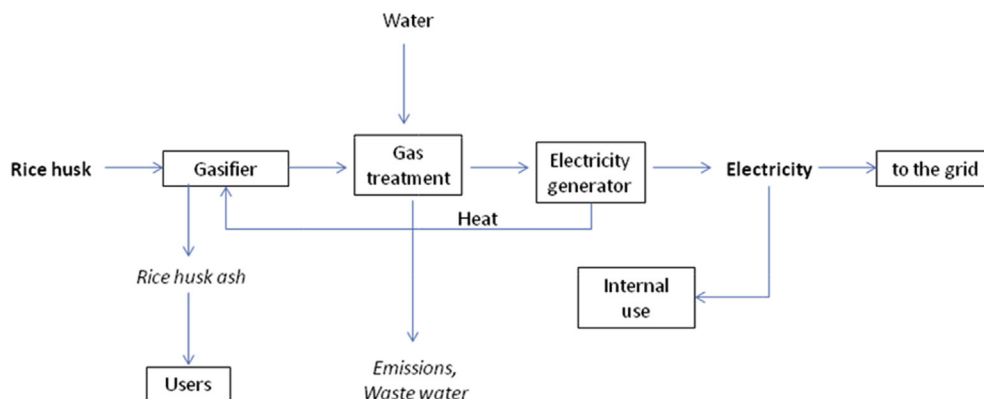 Water
Rice husk
Gasifier
Gas
treatment
Electricity
generator
Electricity
to the grid
Heat
Rice husk ash
Internal
use
Users
Emissions,
Waste water